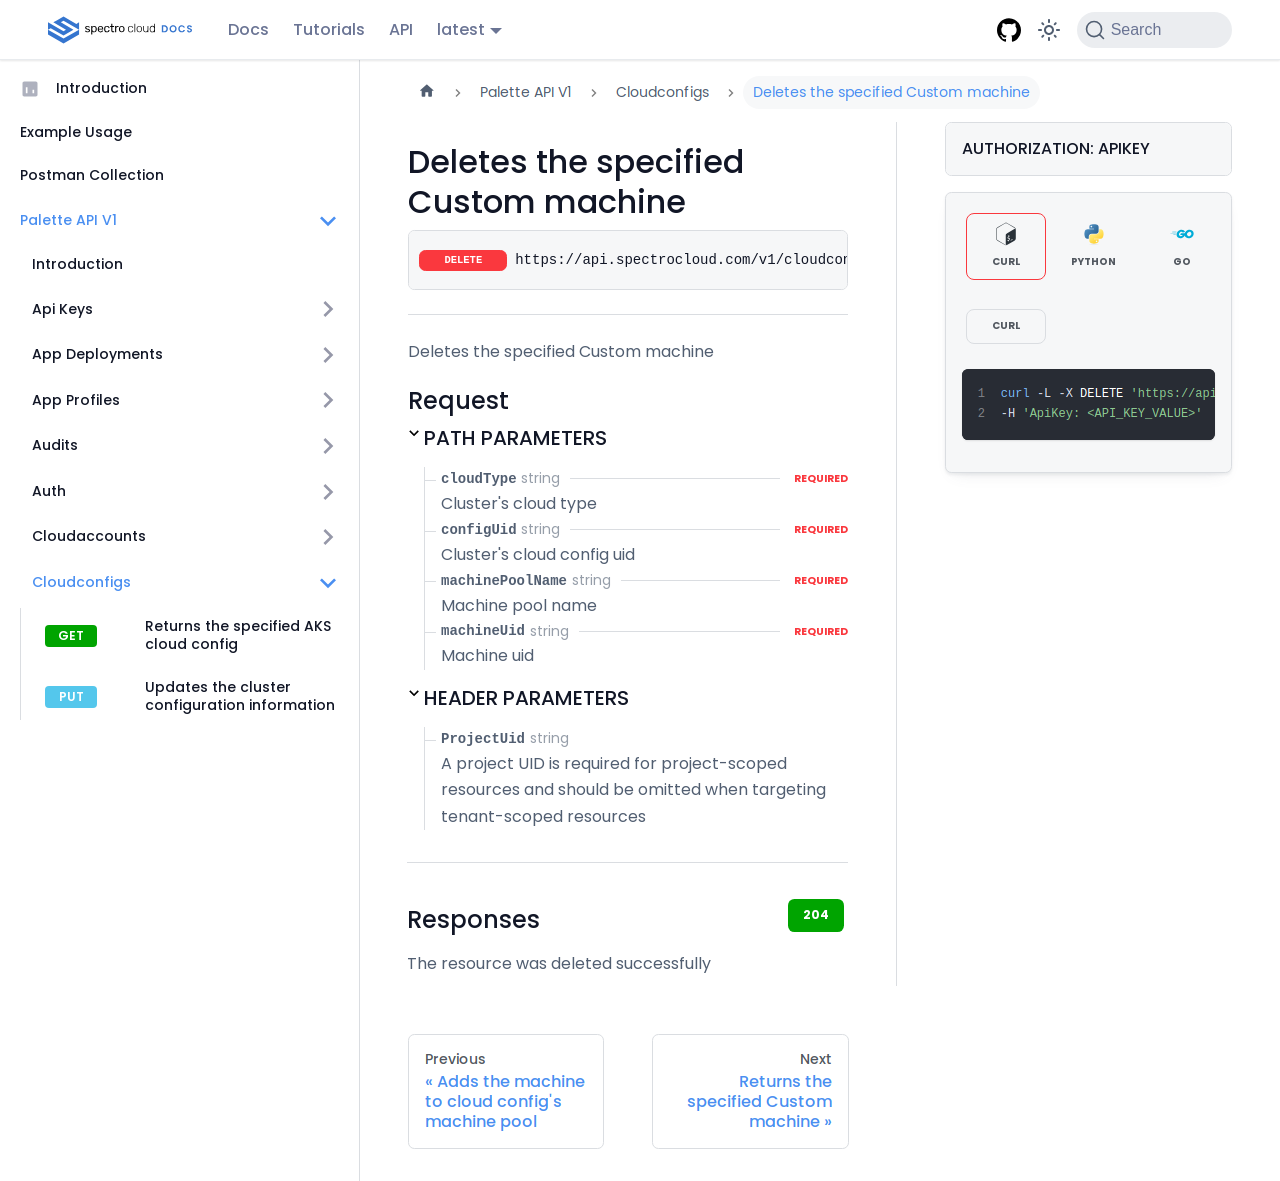 spectro cloud DOCS
Docs
Tutorials
API
latest
Search
Introduction
Example Usage
Postman Collection
Palette API V1
Introduction
Api Keys
App Deployments
App Profiles
Audits
Auth
Cloudaccounts
Cloudconfigs
GET
Returns the specified AKS
cloud config
PUT
Updates the cluster
configuration information
Palette API V1
Cloudconfigs
Deletes the specified Custom machine
Deletes the specified
Custom machine
DELETE
https://api.spectrocloud.com/v1/cloudcon
Deletes the specified Custom machine
Request
PATH PARAMETERS
cloudType string REQUIRED
Cluster's cloud type
configUid string REQUIRED
Cluster's cloud config uid
machinePoolName string REQUIRED
Machine pool name
machineUid string REQUIRED
Machine uid
HEADER PARAMETERS
ProjectUid string
A project UID is required for project-scoped
resources and should be omitted when targeting
tenant-scoped resources
Responses
204
The resource was deleted successfully
Previous
« Adds the machine
to cloud config's
machine pool
Next
Returns the
specified Custom
machine »
AUTHORIZATION: APIKEY
CURL
PYTHON
GO
CURL
1 curl -L -X DELETE 'https://api
2 -H 'ApiKey: <API_KEY_VALUE>'